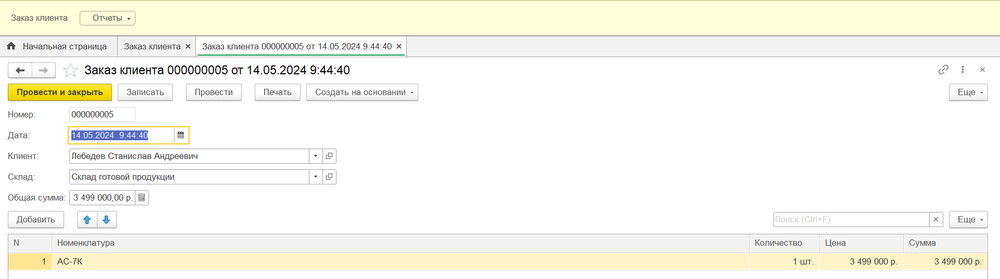 Заказ клиента Отчеты
Начальная страница Заказ клиента Заказ клиента 000000005 от 14.05.2024 9:44:40
Заказ клиента 000000005 от 14.05.2024 9:44:40
Провести и закрыть Записать Провести Печать Создать на основании Еще
Номер: 000000005
Дата: 14.05.2024 9:44:40
Клиент: Лебедев Станислав Андреевич
Склад: Склад готовой продукции
Общая сумма: 3 499 000,00 р.
Добавить Поиск (Ctrl+F) Еще
N Номенклатура Количество Цена Сумма
1 АС-7К 1 шт. 3 499 000 р. 3 499 000 р.